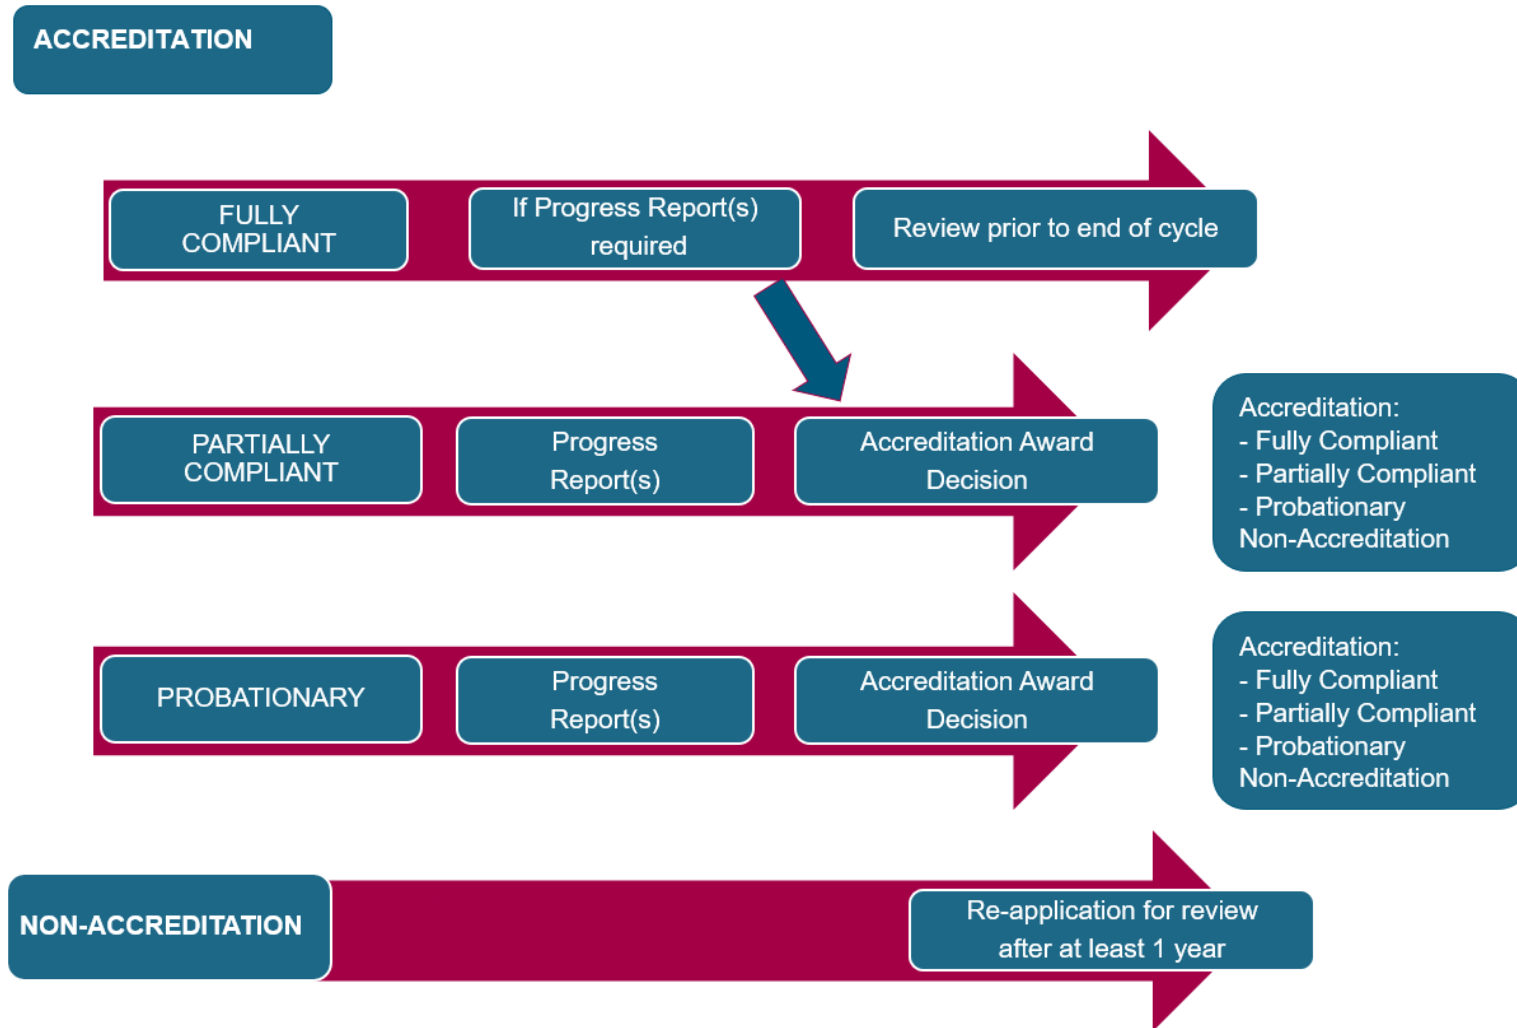 ACCREDITATION
FULLY
COMPLIANT
If Progress Report(s)
required
Review prior to end of cycle
PARTIALLY
COMPLIANT
Progress
Report(s)
Accreditation Award
Decision
Accreditation:
- Fully Compliant
- Partially Compliant
- Probationary
Non-Accreditation
PROBATIONARY
Progress
Report(s)
Accreditation Award
Decision
Accreditation:
- Fully Compliant
- Partially Compliant
- Probationary
Non-Accreditation
NON-ACCREDITATION
Re-application for review
after at least 1 year